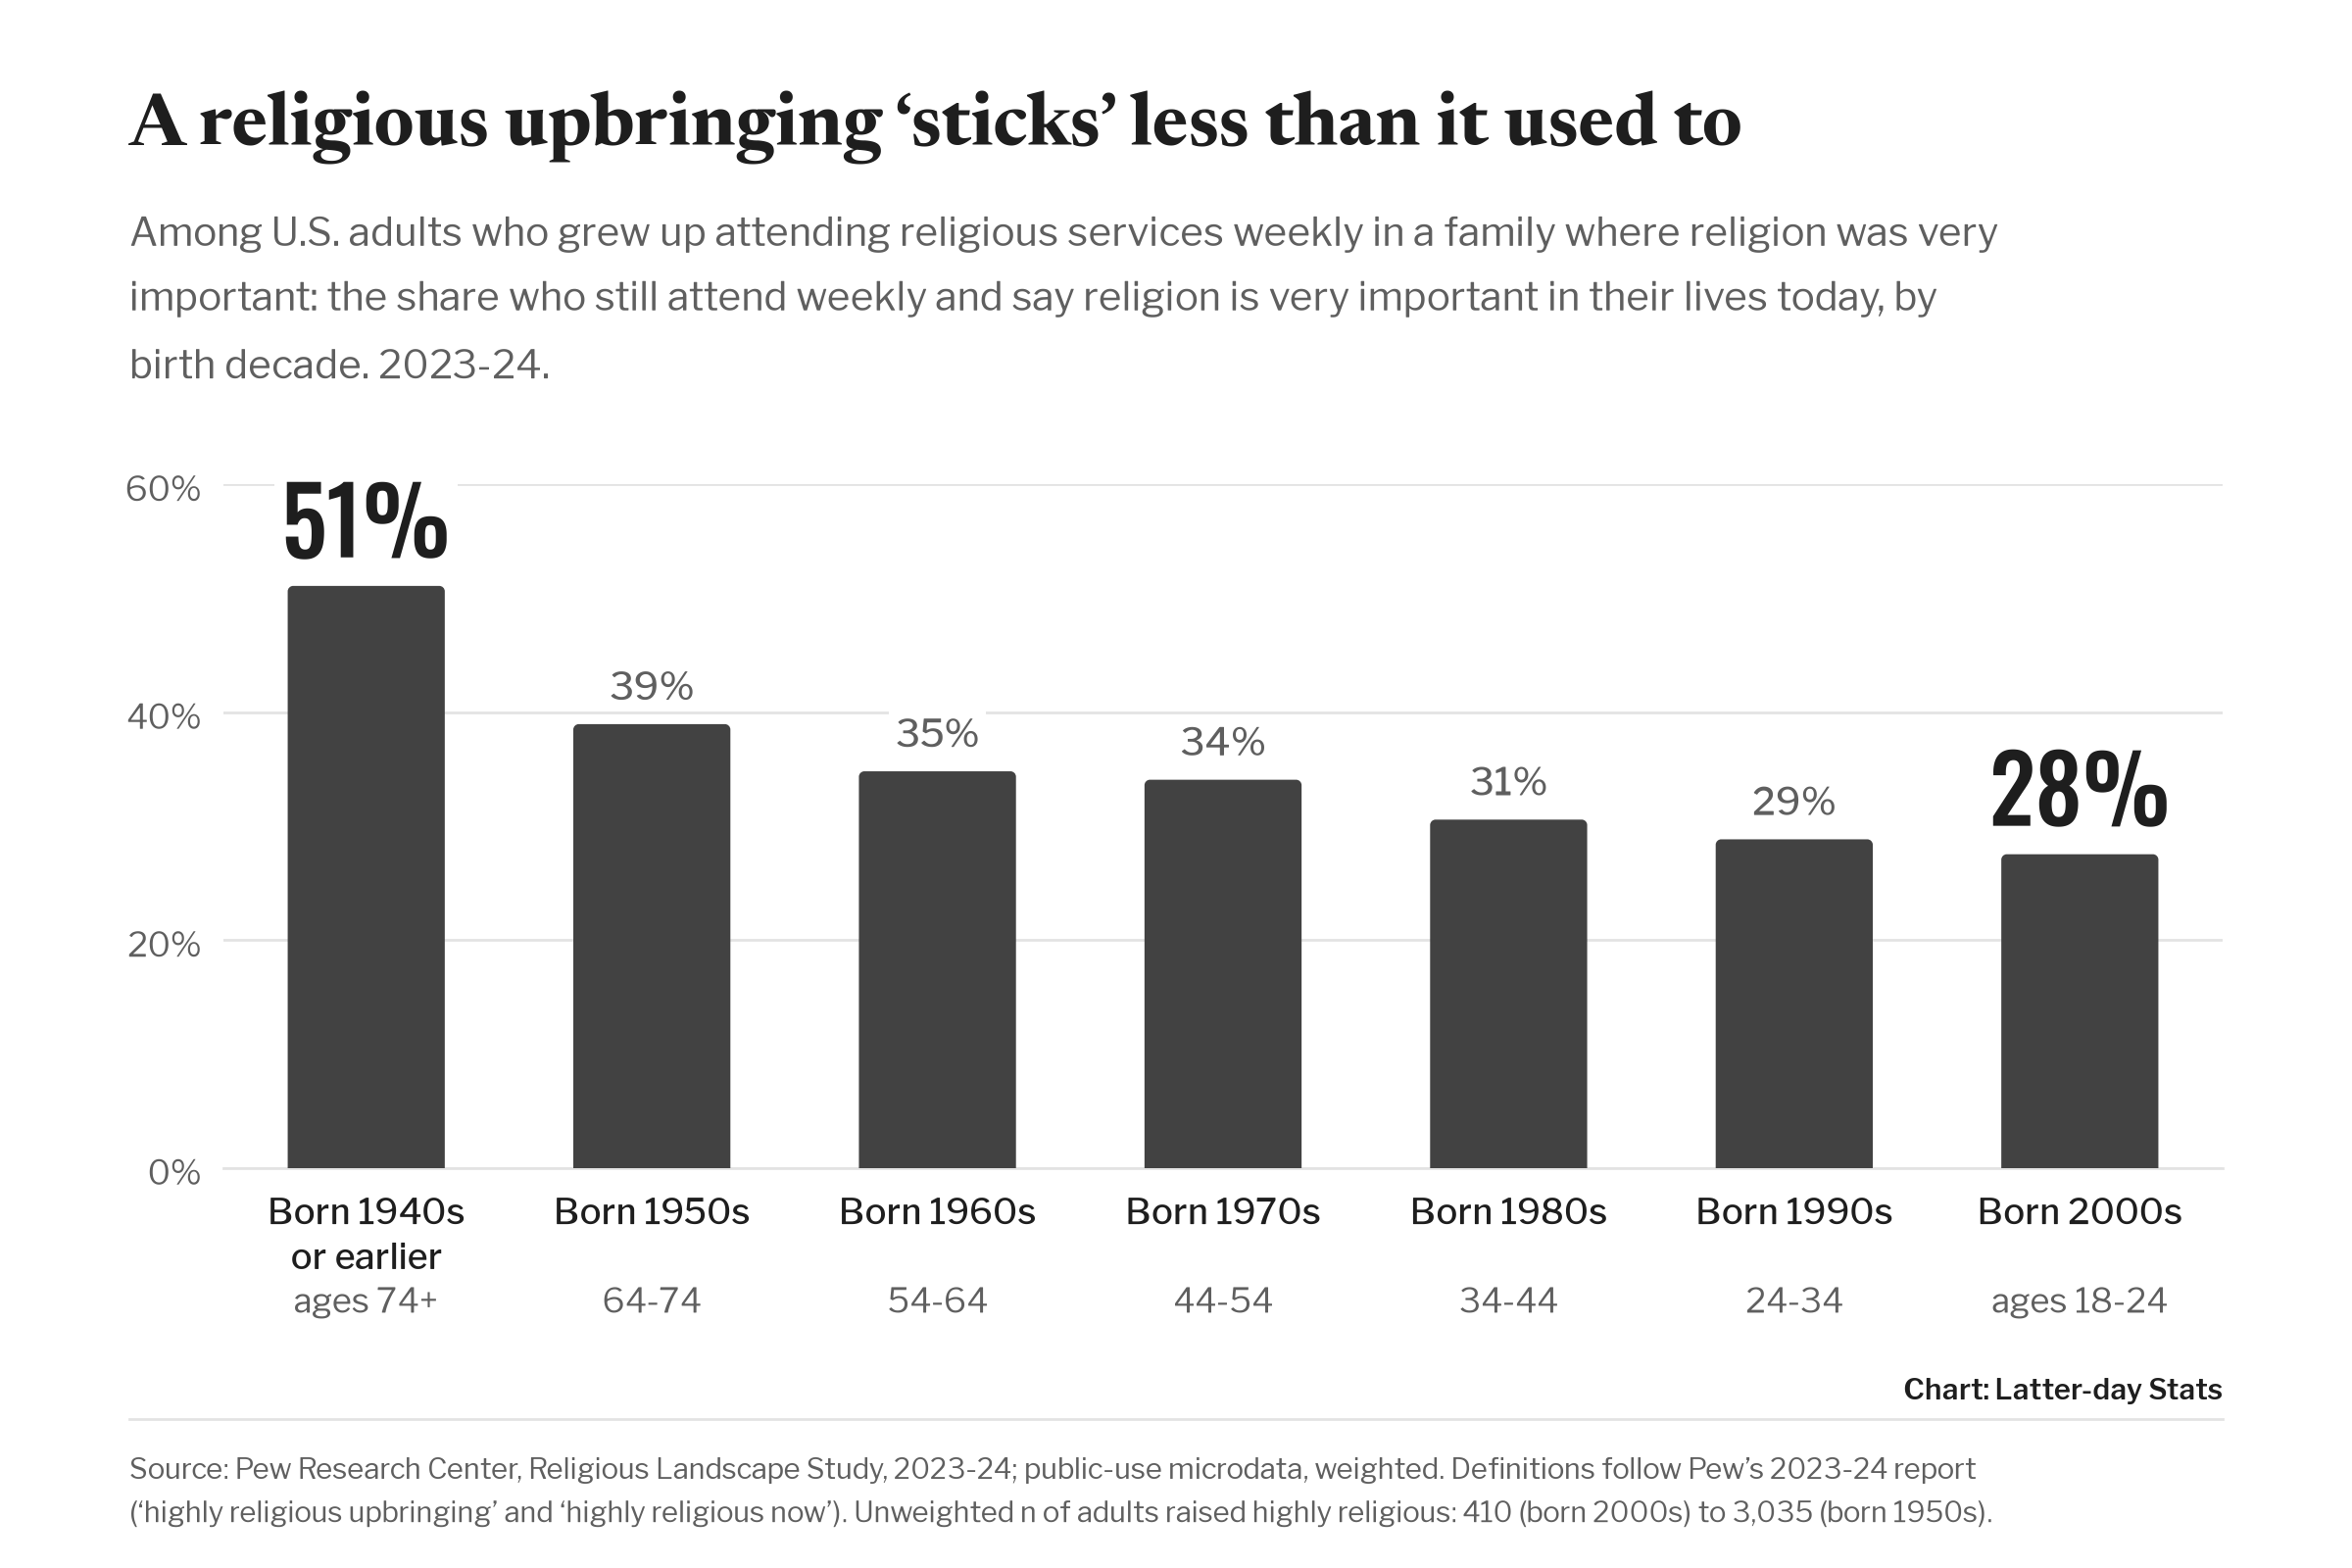 A religious upbringing ‘sticks’ less than it used to
Among U.S. adults who grew up attending religious services weekly in a family where religion was very
important: the share who still attend weekly and say religion is very important in their lives today, by
birth decade. 2023-24.
60%
40%
20%
0%
51%
39%
35%
34%
31%
29%
28%
Born 1940s
or earlier
ages 74+
Born 1950s
64-74
Born 1960s
54-64
Born 1970s
44-54
Born 1980s
34-44
Born 1990s
24-34
Born 2000s
ages 18-24
Chart: Latter-day Stats
Source: Pew Research Center, Religious Landscape Study, 2023-24; public-use microdata, weighted. Definitions follow Pew’s 2023-24 report
(‘highly religious upbringing’ and ‘highly religious now’). Unweighted n of adults raised highly religious: 410 (born 2000s) to 3,035 (born 1950s).